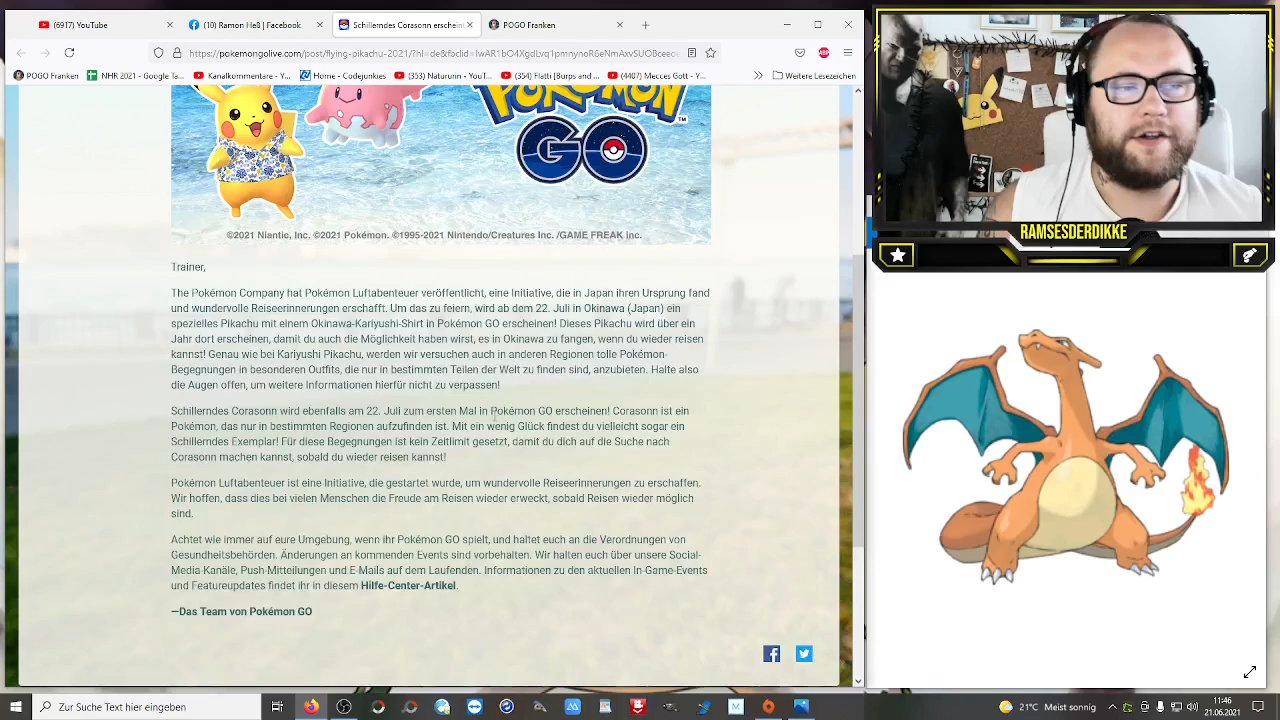 (6917) YouTube
(10) Facebook
Schillerndes Corasonn erscheint
POGO Franken
POGO Franken
NHR 2021 - Google Ta
Kanalkommentare - Yout
Home - Codejunkies
(353) Naturunin - YouT
(354) Flatti [Burps and
(4407) Mecces Gott - Y
Weitere Lesezeichen
POKÉMON
GO
©2021 Niantic, Inc. ©2021 Pokémon. ©1995-2021 Nintendo/Creatures Inc. /GAME FREAK inc.
Trainer,
The Pokémon Company hat Pokémon Luftabenteuer veröffentlicht, eine Initiative, die in Japan ihren Ursprung fand
und wundervolle Reiseerinnerungen erschafft. Um das zu feiern, wird ab dem 22. Juli in Okinawa (Japan) ein
spezielles Pikachu mit einem Okinawa-Kariyushi-Shirt in Pokémon GO erscheinen! Dieses Pikachu wird über ein
Jahr dort erscheinen, damit du auch die Möglichkeit haben wirst, es in Okinawa zu fangen, wenn du wieder reisen
kannst! Genau wie bei Kariyushi Pikachu, werden wir versuchen auch in anderen Regionen tolle Pokémon-
Begegnungen in besonderen Outfits, die nur in bestimmten Teilen der Welt zu finden sind, anzubieten. Halte also
die Augen offen, um weitere Informationen hierfür nicht zu verpassen!
Schillerndes Corasonn wird ebenfalls am 22. Juli zum ersten Mal in Pokémon GO erscheinen! Corasonn ist ein
Pokémon, das nur in bestimmten Regionen aufzufinden ist. Mit ein wenig Glück findest du vielleicht sogar ein
Schillerndes Exemplar! Für diese Begegnungen ist kein Zeitlimit gesetzt, damit du dich auf die Suche nach
Corasonn machen kannst, sobald du wieder reisen kannst!
Pokémon Luftabenteuer ist eine Initiative, die gestartet wurde, um wundervolle Reiseerinnerungen zu erschaffen.
Wir hoffen, dass dies bei vielen Menschen die Freude am Reisen wieder erweckt, sobald Reisen wieder möglich
sind.
Achtet wie immer auf eure Umgebung, wenn ihr Pokémon GO spielt, und haltet euch an die Verordnungen von
Gesundheitsbehörden. Änderungen an kommenden Events sind vorbehalten. Wir halten euch über unsere Social-
Media-Kanäle, Push-Mitteilungen und E-Mails auf dem Laufenden. Informationen zu den aktuellen In-Game-Events
und Featureupdates findet ihr in diesem Hilfe-Center-Artikel.
—Das Team von Pokémon GO
RAMSESDERDIKKE
Zur Suche Text hier eingeben
21°C Meist sonnig
11:46
21.06.2021